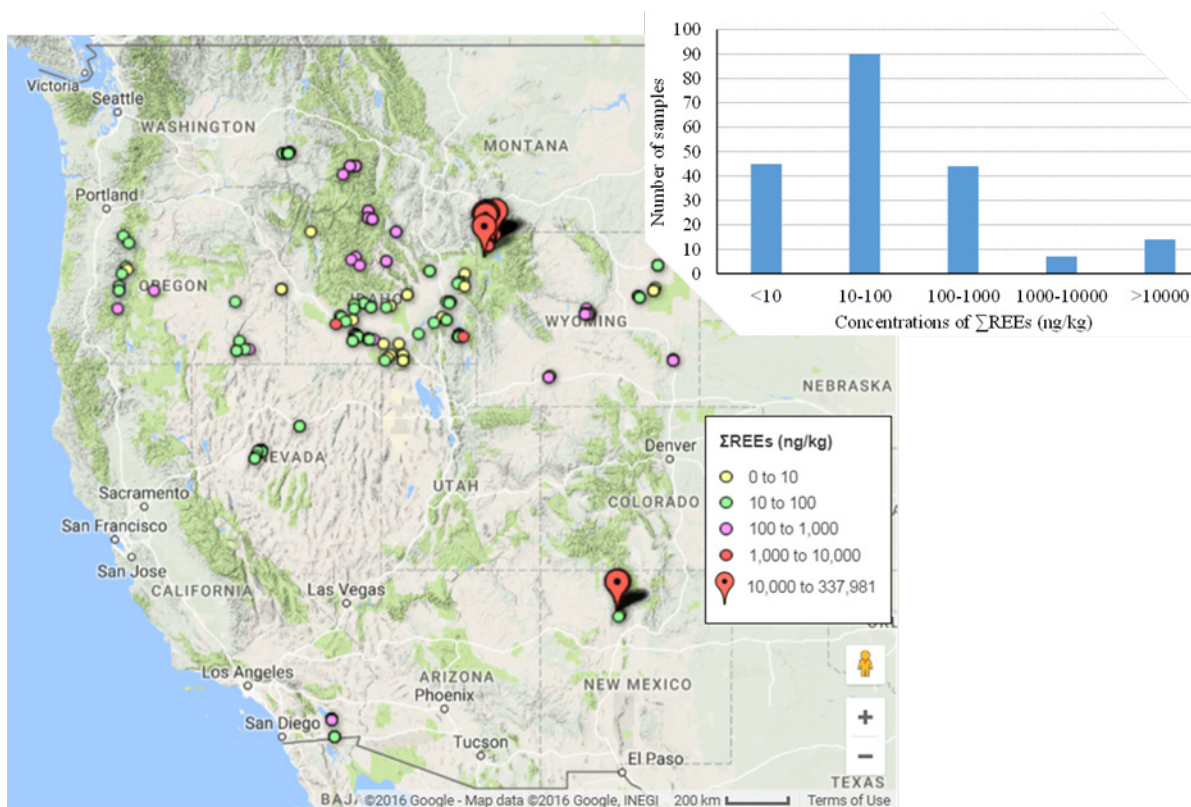 100
90
80
70
60
50
40
30
20
10
0
Number of samples
<10 10-100 100-1000 1000-10000 >10000
Concentrations of ∑REEs (ng/kg)
Victoria
Seattle
WASHINGTON
MONTANA
Portland
OREGON
IDAHO
WYOMING
NEBRASKA
NEVADA
Denver
UTAH
COLORADO
Sacramento
San Francisco
San Jose
CALIFORNIA
Las Vegas
ΣREEs (ng/kg)
0 to 10
10 to 100
100 to 1,000
1,000 to 10,000
10,000 to 337,981
Los Angeles
ARIZONA
Phoenix
NEW MEXICO
San Diego
Tucson
El Paso
+
−
TEXAS
BAJA
©2016 Google - Map data ©2016 Google, INEGI 200 km Terms of Use